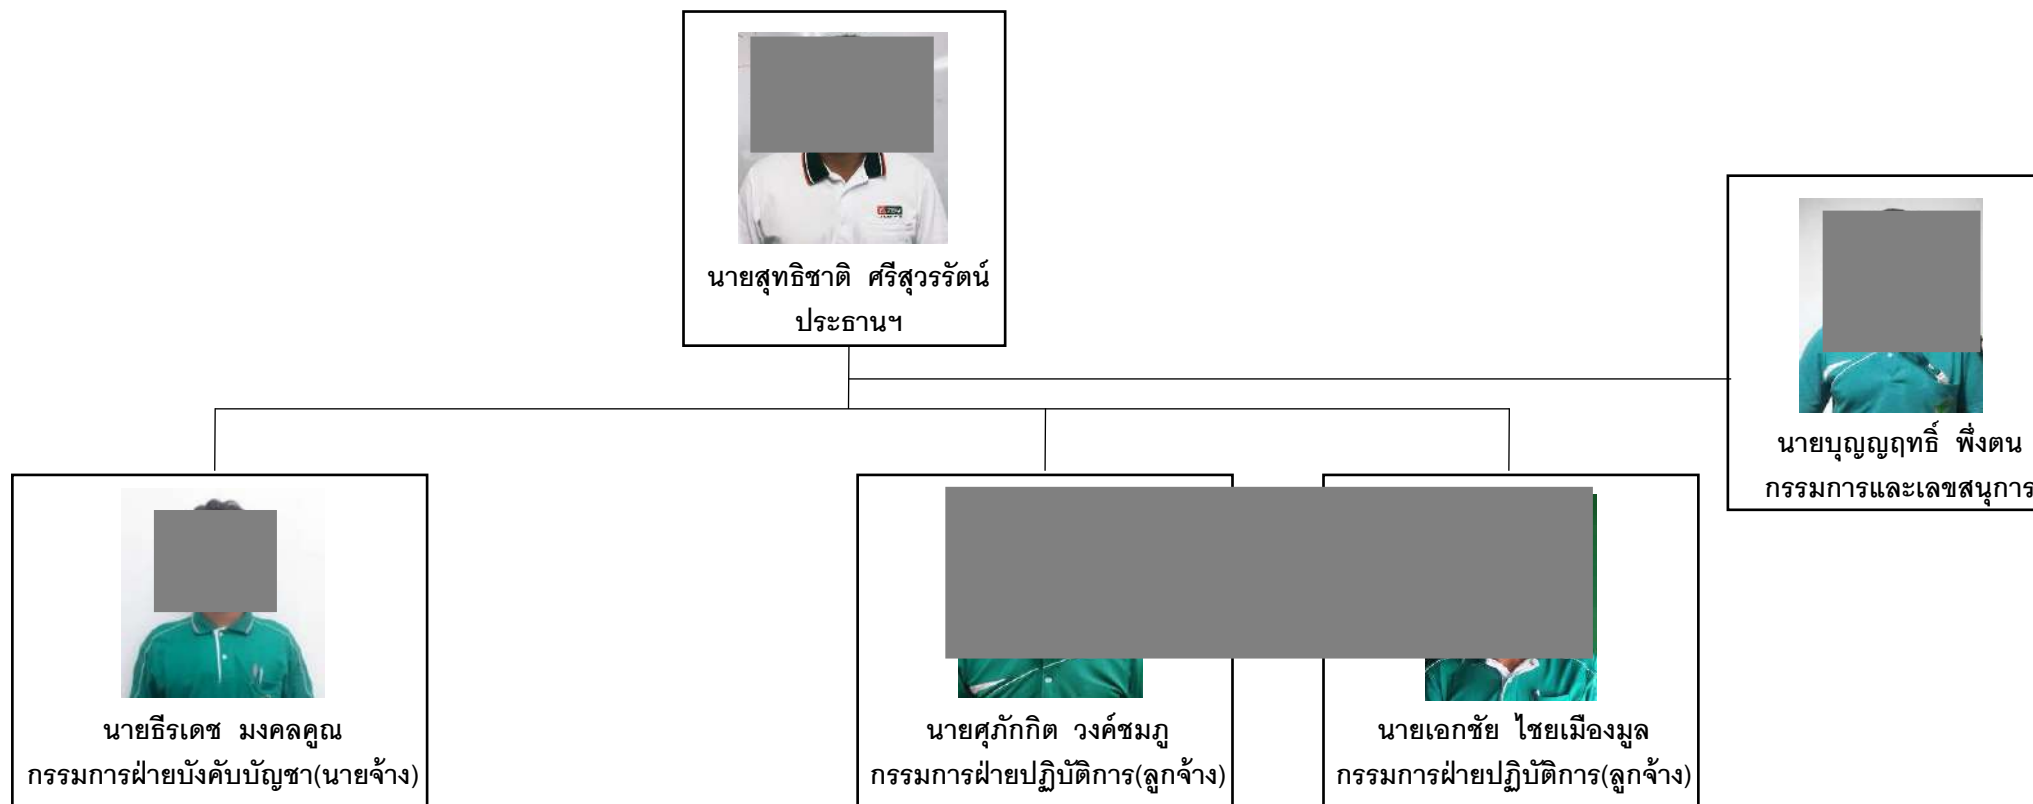 นายสุทธิชาติ ศรีสุวรรัตน์
ประธานฯ
นายบุญญฤทธิ์ พึ่งตน
กรรมการและเลขสนุการ
นายธีรเดช มงคลคูณ
กรรมการฝ่ายบังคับบัญชา(นายจ้าง)
นายศุภักกิต วงค์ชมภู
กรรมการฝ่ายปฏิบัติการ(ลูกจ้าง)
นายเอกชัย ไชยเมืองมูล
กรรมการฝ่ายปฏิบัติการ(ลูกจ้าง)